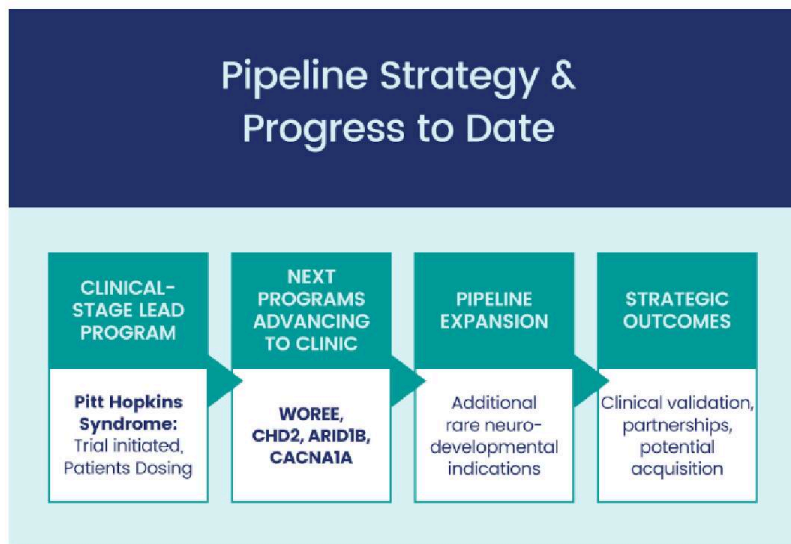 Pipeline Strategy &
Progress to Date
CLINICAL-
STAGE LEAD
PROGRAM
Pitt Hopkins
Syndrome:
Trial initiated,
Patients Dosing
NEXT
PROGRAMS
ADVANCING
TO CLINIC
WOREE,
CHD2, ARID1B,
CACNA1A
PIPELINE
EXPANSION
Additional
rare neuro-
developmental
indications
STRATEGIC
OUTCOMES
Clinical validation,
partnerships,
potential
acquisition